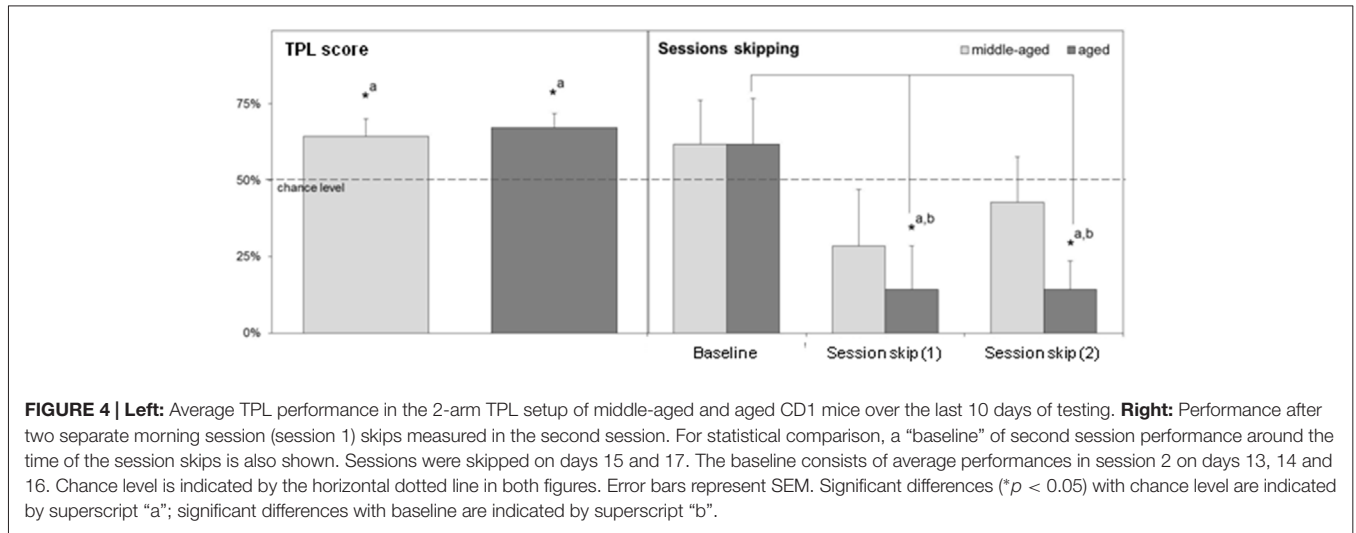 TPL score
Sessions skipping
middle-aged aged
*a
*a
75%
50%
chance level
*a,b
*a,b
25%
0%
Baseline Session skip (1) Session skip (2)
FIGURE 4 | Left: Average TPL performance in the 2-arm TPL setup of middle-aged and aged CD1 mice over the last 10 days of testing. Right: Performance after
two separate morning session (session 1) skips measured in the second session. For statistical comparison, a “baseline” of second session performance around the
time of the session skips is also shown. Sessions were skipped on days 15 and 17. The baseline consists of average performances in session 2 on days 13, 14 and
16. Chance level is indicated by the horizontal dotted line in both figures. Error bars represent SEM. Significant differences (*p < 0.05) with chance level are indicated
by superscript “a”; significant differences with baseline are indicated by superscript “b”.